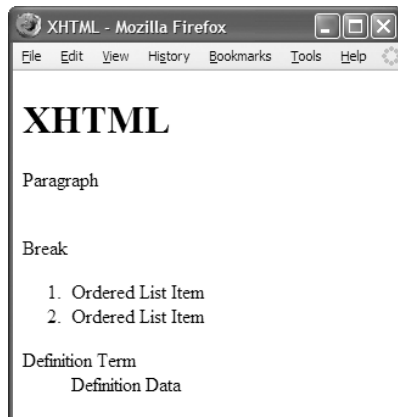 XHTML - Mozilla Firefox
File Edit View History Bookmarks Tools Help
XHTML
Paragraph
Break
1. Ordered List Item
2. Ordered List Item
Definition Term
Definition Data